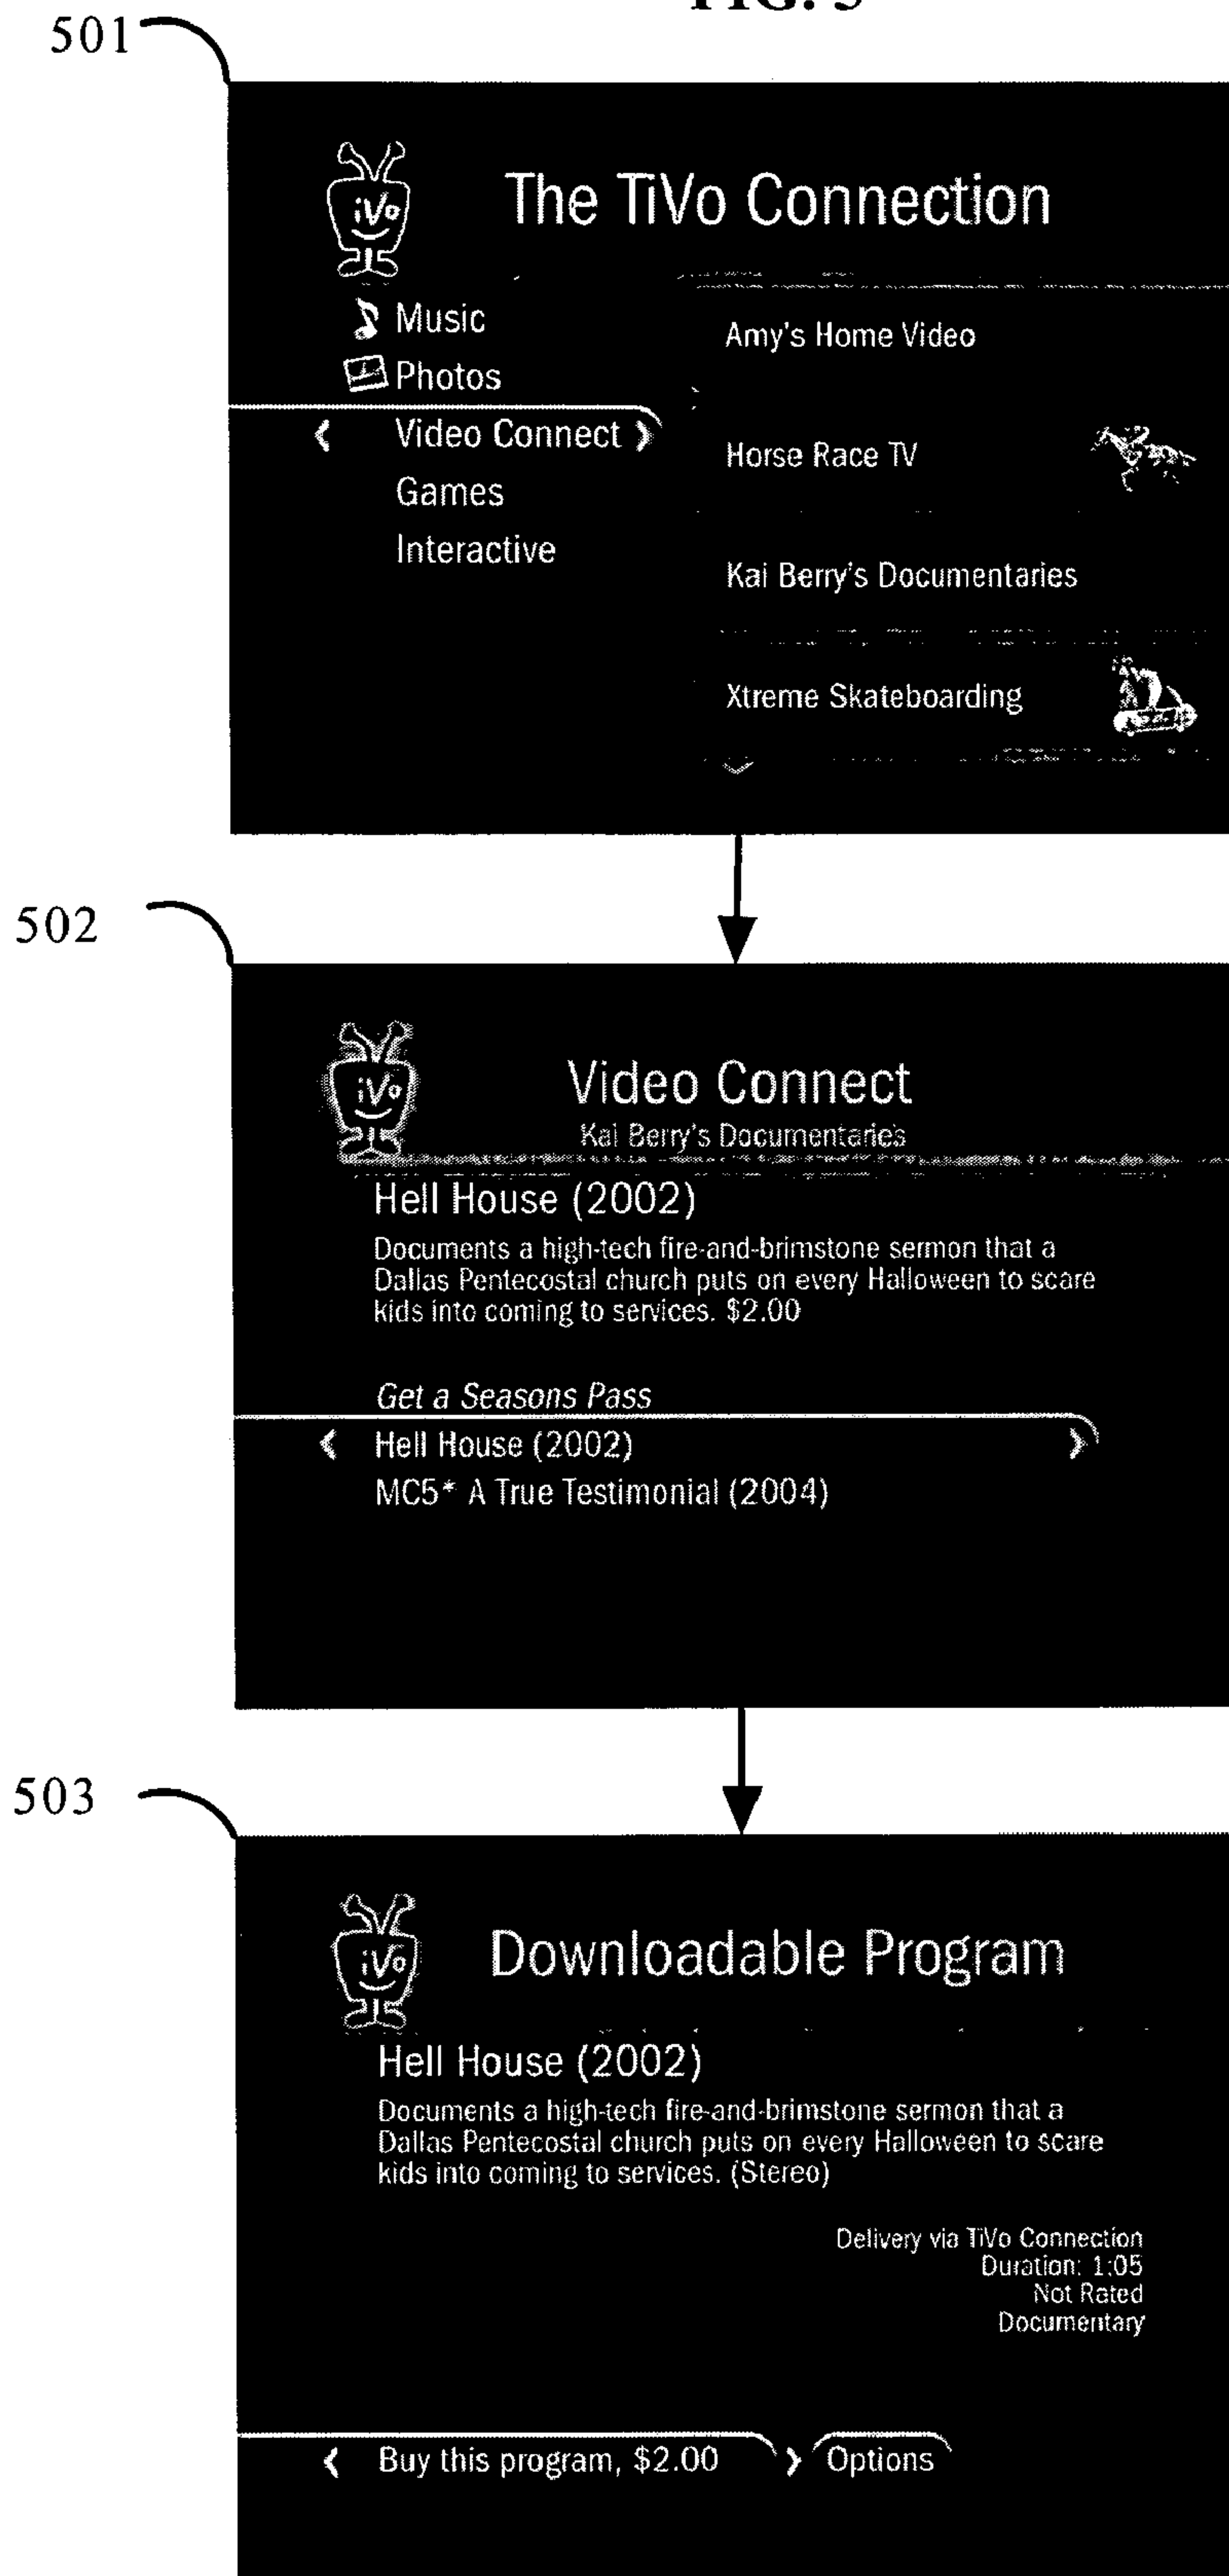 FIG. 5
501
iVo
The TiVo Connection
Music
Photos
Video Connect
Games
Interactive
Amy's Home Video
Horse Race TV
Kai Berry's Documentaries
Xtreme Skateboarding
502
iVo
Video Connect
Kai Berry's Documentaries
Hell House (2002)
Documents a high-tech fire-and-brimstone sermon that a
Dallas Pentecostal church puts on every Halloween to scare
kids into coming to services. $2.00
Get a Seasons Pass
Hell House (2002)
MC5* A True Testimonial (2004)
503
iVo
Downloadable Program
Hell House (2002)
Documents a high-tech fire-and-brimstone sermon that a
Dallas Pentecostal church puts on every Halloween to scare
kids into coming to services. (Stereo)
Delivery via TiVo Connection
Duration: 1:05
Not Rated
Documentary
Buy this program, $2.00
Options